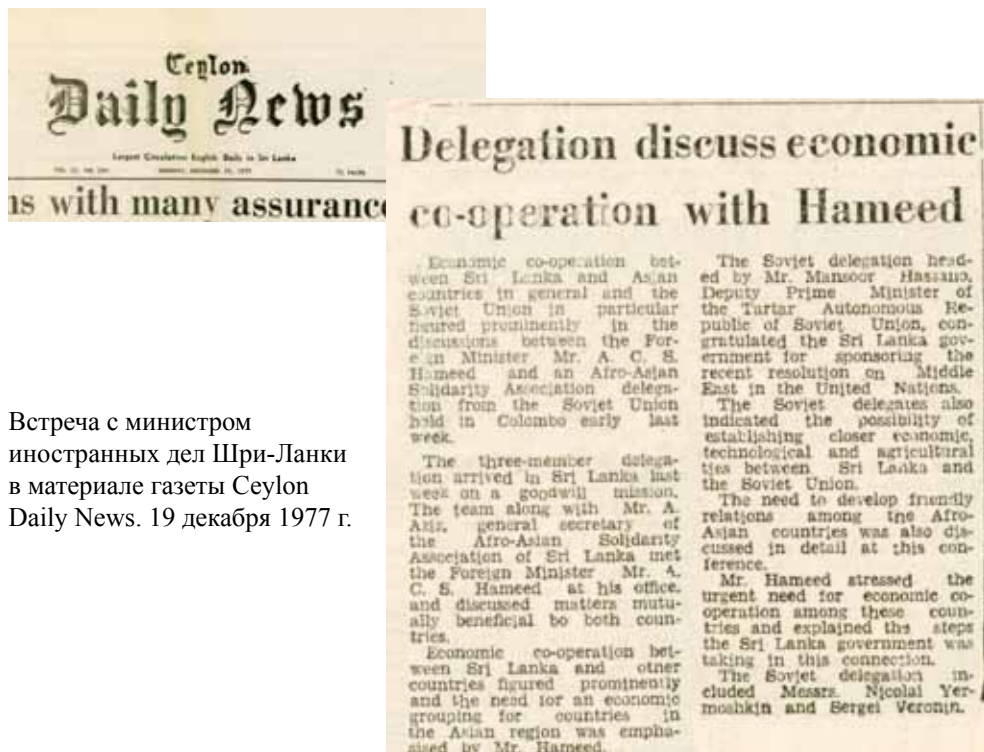 Ceylon
Daily News
Largest Circulation English Daily in Sri Lanka
ns with many assuranc
Delegation discuss economic
co-operation with Hameed
Economic co-operation bet-
ween Sri Lanka and Asian
countries in general and the
Soviet Union in particular
figured prominently in the
discussions between the For-
eign Minister Mr. A. C. S.
Hameed and an Afro-Asian
Solidarity Association delega-
tion from the Soviet Union
held in Colombo early last
week.
The three-member delega-
tion arrived in Sri Lanka last
week on a goodwill mission.
The team along with Mr. A.
Aziz, general secretary of
the Afro-Asian Solidarity
Association of Sri Lanka met
the Foreign Minister Mr. A.
C. S. Hameed at his office,
and discussed matters mutu-
ally beneficial bo both coun-
tries.
Economic co-operation bet-
ween Sri Lanka and other
countries figured prominently
and the need for an economic
grouping for countries in
the Asian region was empha-
sised by Mr. Hameed.
The Soviet delegation head-
ed by Mr. Mansoor
Deputy Prime Minister of
the Tartar Autonomous Re-
public of Soviet Union, con-
gratulated the Sri Lanka gov-
ernment for sponsoring the
recent resolution on Middle
East in the United Nations.
The Soviet delegates also
indicated the possibility of
establishing closer economic,
technological and agricultural
ties between Sri Lanka and
the Soviet Union.
The need to develop friendly
relations among the Afro-
Asian countries was also dis-
cussed in detail at this con-
ference.
Mr. Hameed stressed the
urgent need for economic co-
operation among these coun-
tries and explained the steps
the Sri Lanka government was
taking in this connection.
The Soviet delegation in-
cluded Messrs. Nicolai Yer-
moshkin and Sergei Veronin.
Встреча с министром
иностранных дел Шри-Ланки
в материале газеты Ceylon
Daily News. 19 декабря 1977 г.